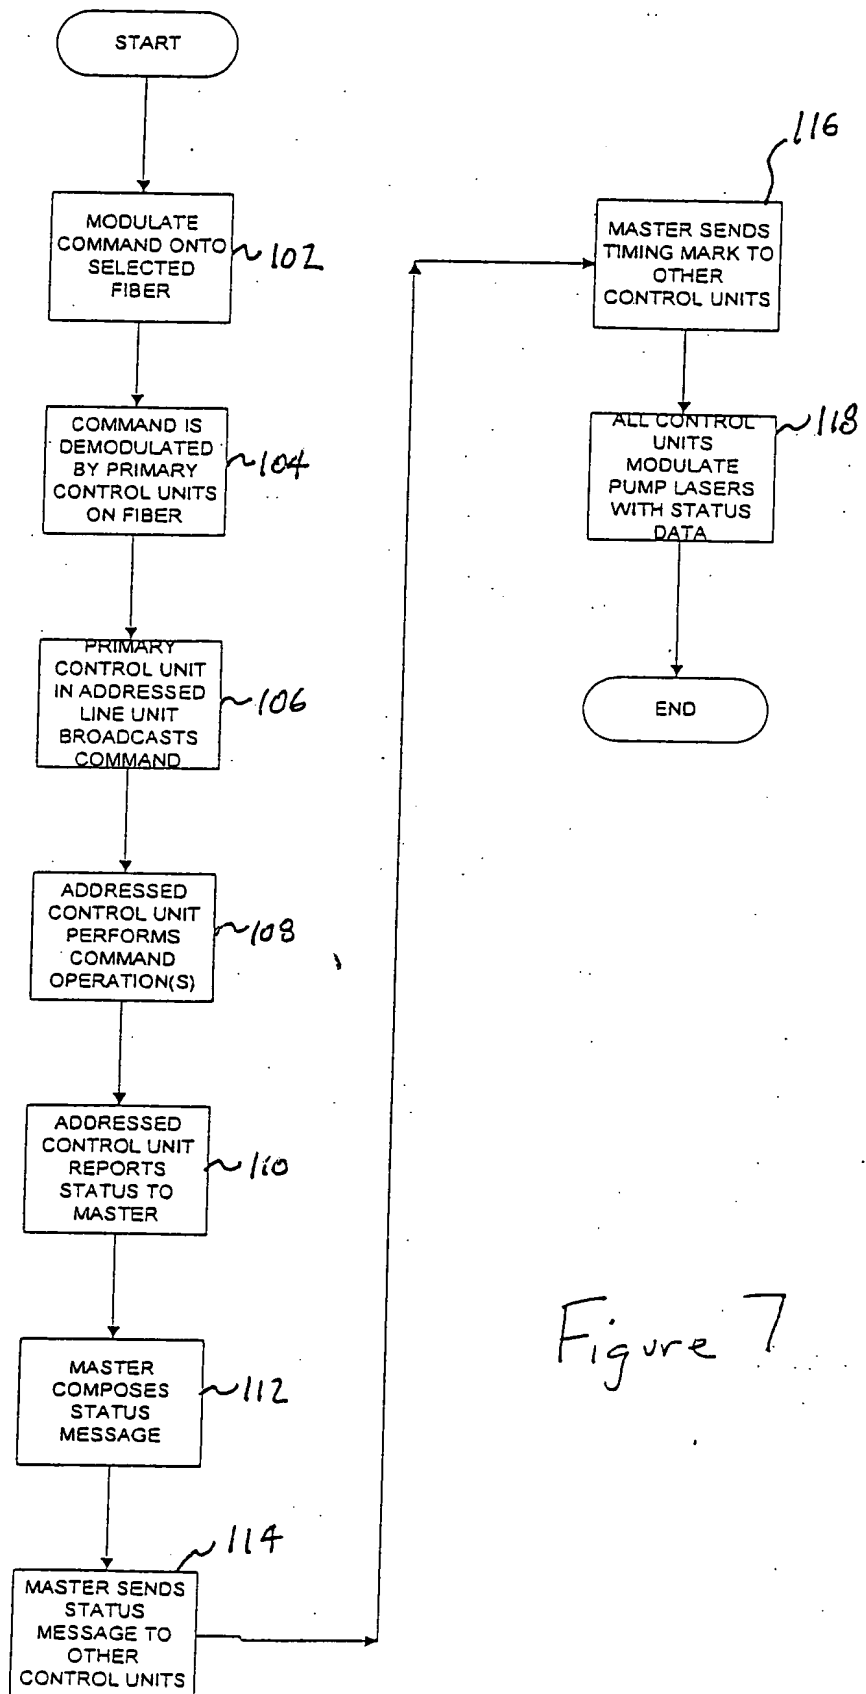 START
MODULATE
COMMAND ONTO
SELECTED
FIBER
102
COMMAND IS
DEMODULATED
BY PRIMARY
CONTROL UNITS
ON FIBER
104
PRIMARY
CONTROL UNIT
IN ADDRESSED
LINE UNIT
BROADCASTS
COMMAND
106
ADDRESSED
CONTROL UNIT
PERFORMS
COMMAND
OPERATION(S)
108
ADDRESSED
CONTROL UNIT
REPORTS
STATUS TO
MASTER
110
MASTER
COMPOSES
STATUS
MESSAGE
112
114
MASTER SENDS
STATUS
MESSAGE TO
OTHER
CONTROL UNITS
116
MASTER SENDS
TIMING MARK TO
OTHER
CONTROL UNITS
118
ALL CONTROL
UNITS
MODULATE
PUMP LASERS
WITH STATUS
DATA
END
Figure 7